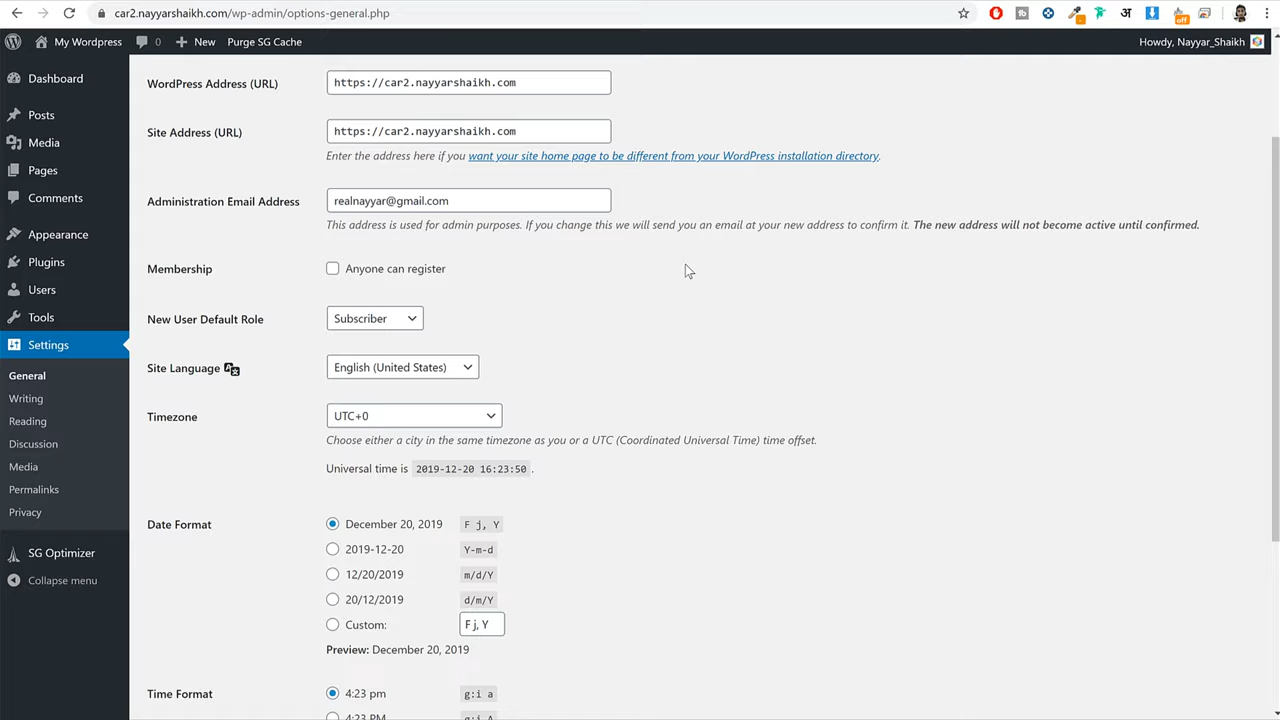 car2.nayyarshaikh.com/wp-admin/options-general.php
अ
off
My Wordpress 0 New Purge SG Cache Howdy, Nayyar_Shaikh
Dashboard
Posts
Media
Pages
Comments
Appearance
Plugins
Users
Tools
Settings
General
Writing
Reading
Discussion
Media
Permalinks
Privacy
SG Optimizer
Collapse menu
WordPress Address (URL) https://car2.nayyarshaikh.com
Site Address (URL) https://car2.nayyarshaikh.com
Enter the address here if you want your site home page to be different from your WordPress installation directory.
Administration Email Address realnayyar@gmail.com
This address is used for admin purposes. If you change this we will send you an email at your new address to confirm it. The new address will not become active until confirmed.
Membership Anyone can register
New User Default Role Subscriber
Site Language English (United States)
Timezone UTC+0
Choose either a city in the same timezone as you or a UTC (Coordinated Universal Time) time offset.
Universal time is 2019-12-20 16:23:50 .
Date Format December 20, 2019 F j, Y
2019-12-20 Y-m-d
12/20/2019 m/d/Y
20/12/2019 d/m/Y
Custom: F j, Y
Preview: December 20, 2019
Time Format 4:23 pm g:i a
4:23 PM g:i A